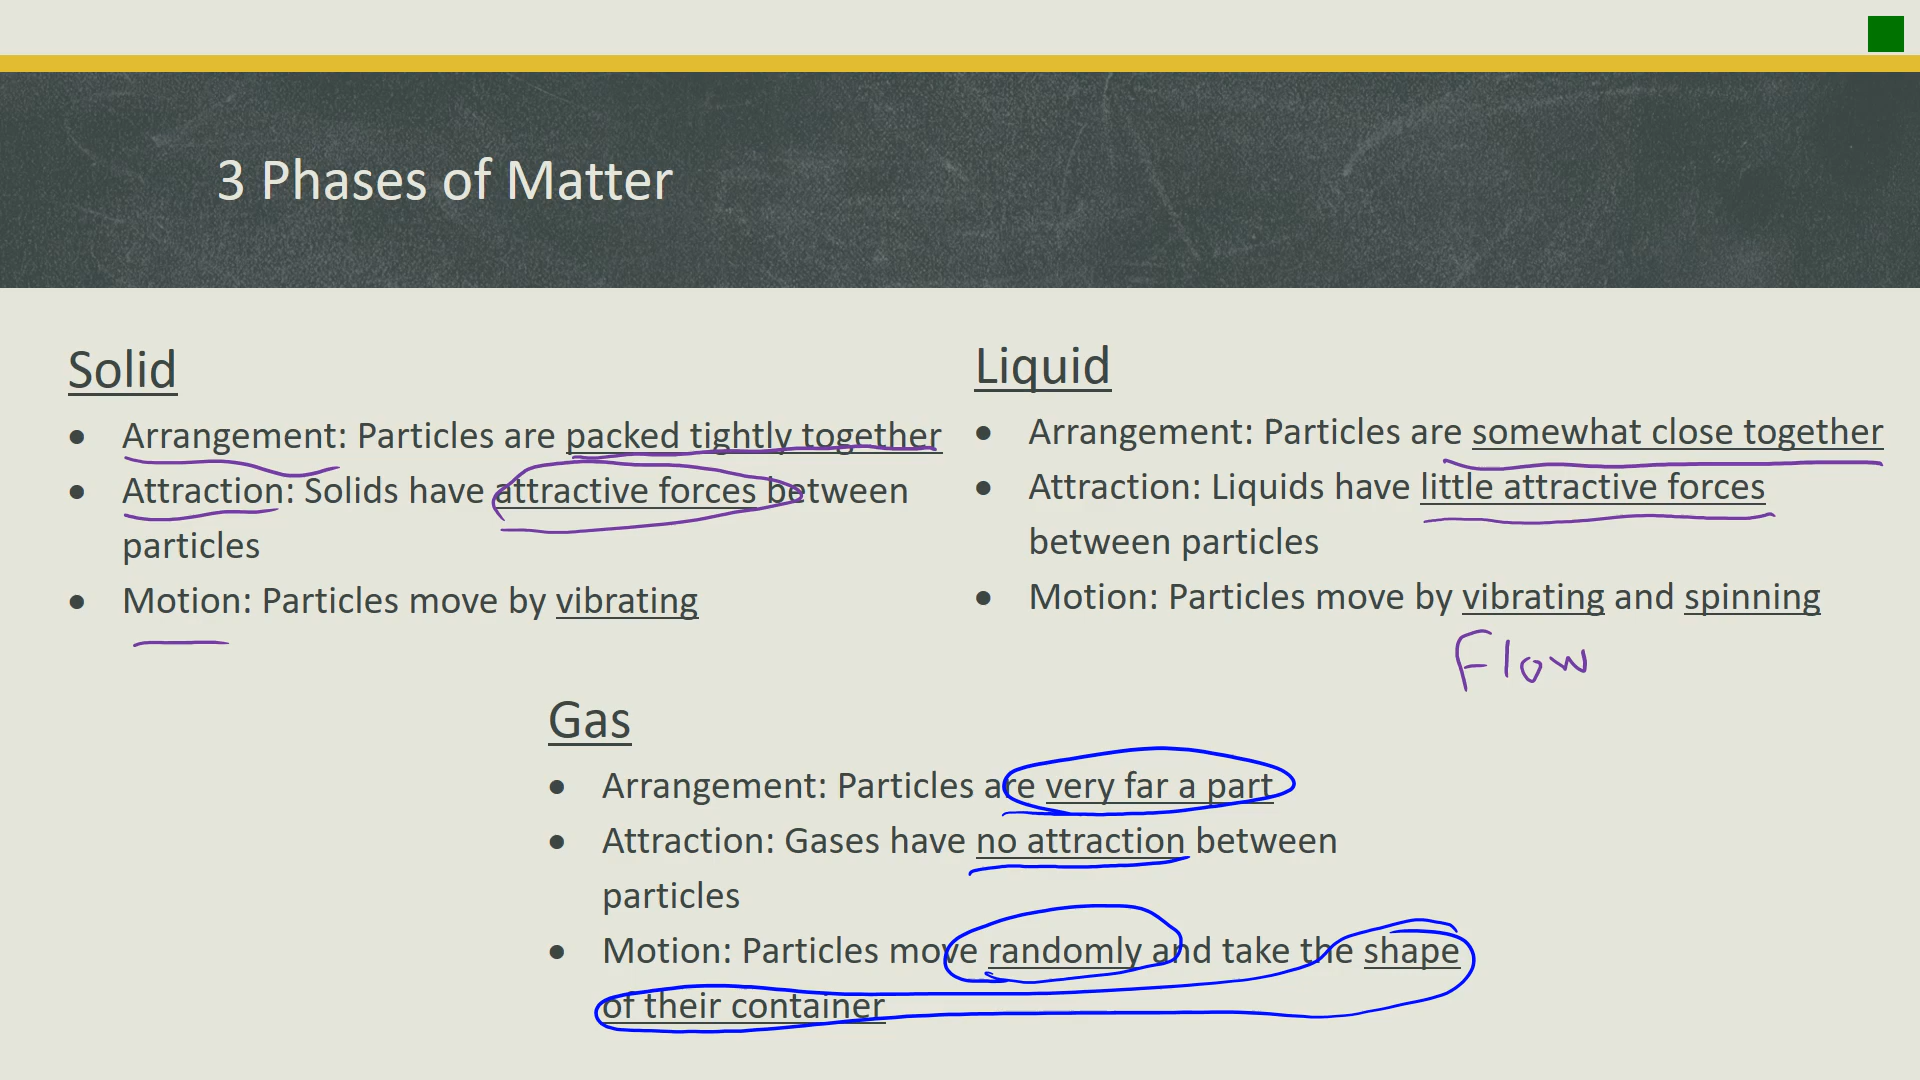 3 Phases of Matter
Solid
● Arrangement: Particles are packed tightly together
● Attraction: Solids have attractive forces between
particles
● Motion: Particles move by vibrating
Liquid
● Arrangement: Particles are somewhat close together
● Attraction: Liquids have little attractive forces
between particles
● Motion: Particles move by vibrating and spinning
Flow
Gas
● Arrangement: Particles are very far a part
● Attraction: Gases have no attraction between
particles
● Motion: Particles move randomly and take the shape
of their container